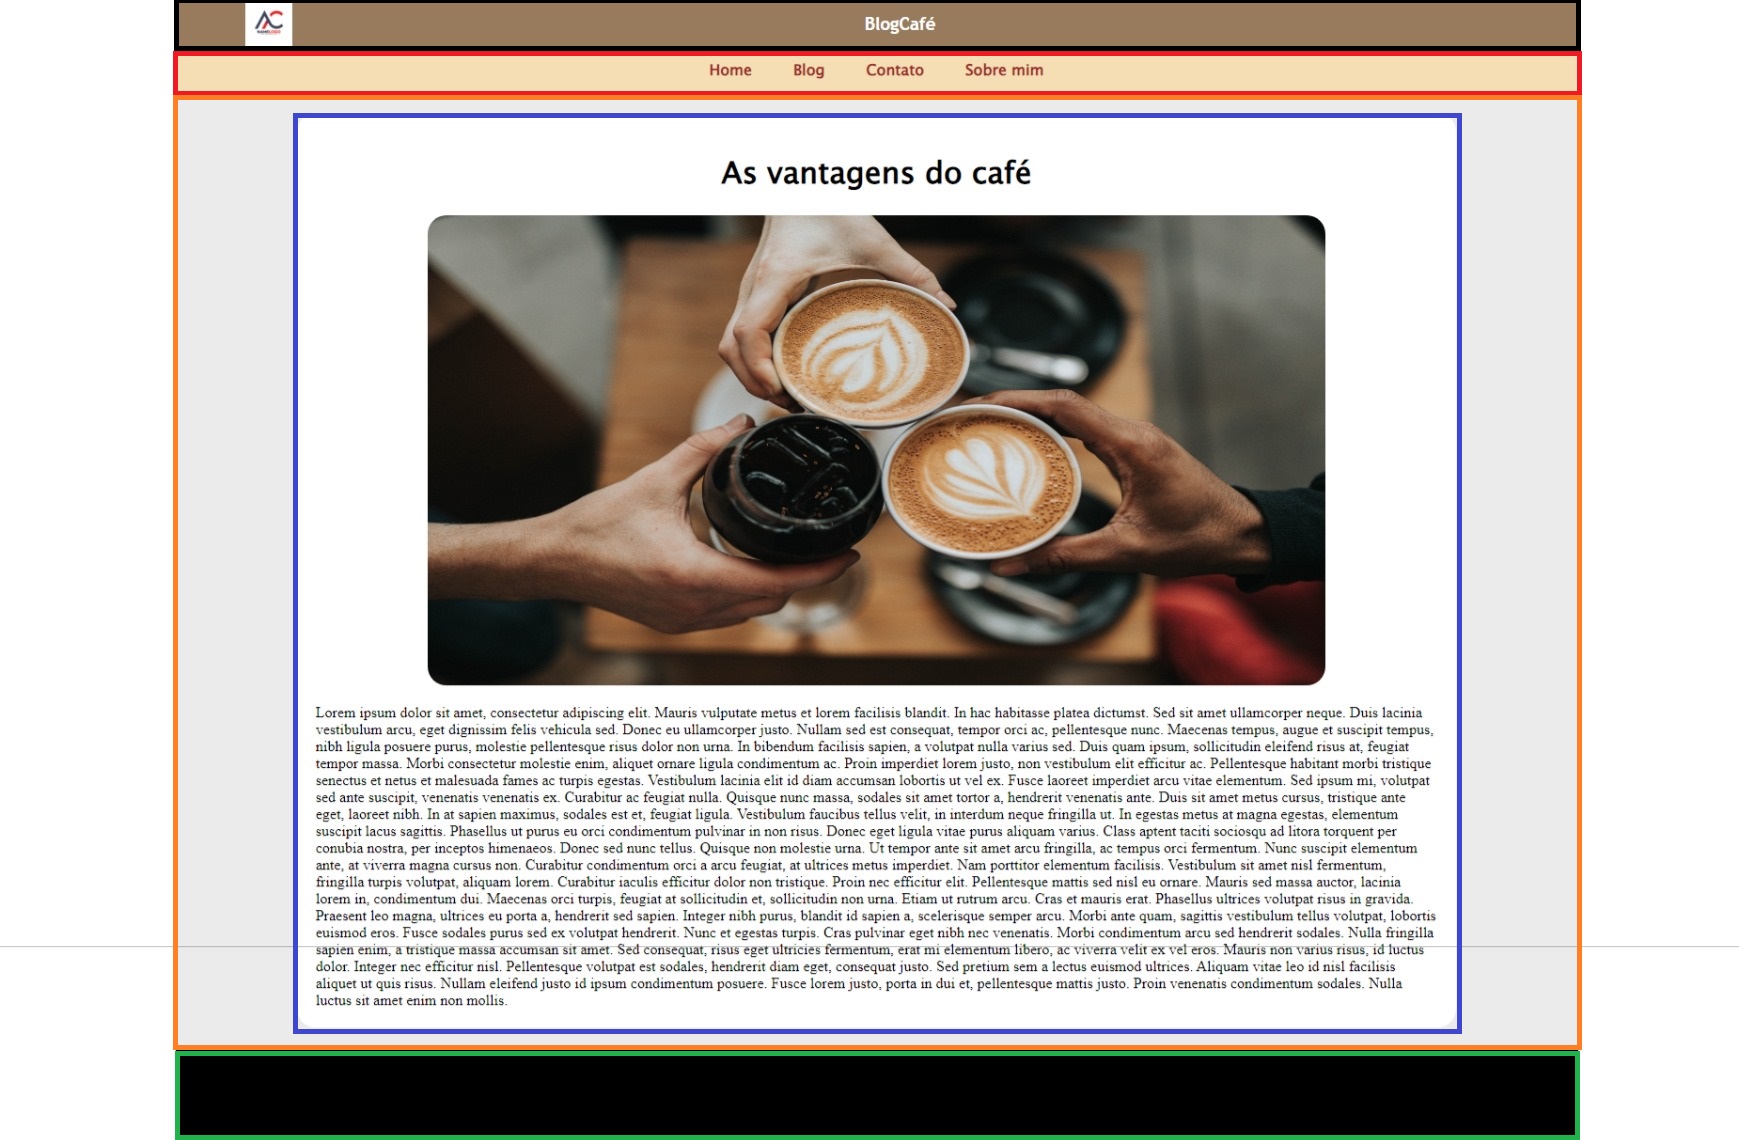 AC
BlogCafé
Home Blog Contato Sobre mim
As vantagens do café
Lorem ipsum dolor sit amet, consectetur adipiscing elit. Mauris vulputate metus et lorem facilisis blandit. In hac habitasse platea dictumst. Sed sit amet ullamcorper neque. Duis lacinia
vestibulum arcu, eget dignissim felis vehicula sed. Donec eu ullamcorper justo. Nullam sed est consequat, tempor orci ac, pellentesque nunc. Maecenas tempus, augue et suscipit tempus,
nibh ligula posuere purus, molestie pellentesque risus dolor non urna. In bibendum facilisis sapien, a volutpat nulla varius sed. Duis quam ipsum, sollicitudin eleifend risus at, feugiat
tempor massa. Morbi consectetur molestie enim, aliquet ornare ligula condimentum ac. Proin imperdiet lorem justo, non vestibulum elit efficitur ac. Pellentesque habitant morbi tristique
senectus et netus et malesuada fames ac turpis egestas. Vestibulum lacinia elit id diam accumsan lobortis ut vel ex. Fusce laoreet imperdiet arcu vitae elementum. Sed ipsum mi, volutpat
sed ante suscipit, venenatis venenatis ex. Curabitur ac feugiat nulla. Quisque nunc massa, sodales sit amet tortor a, hendrerit venenatis ante. Duis sit amet metus cursus, tristique ante
eget, laoreet nibh. In at sapien maximus, sodales est et, feugiat ligula. Vestibulum faucibus tellus velit, in interdum neque fringilla ut. In egestas metus at magna egestas, elementum
suscipit lacus sagittis. Phasellus ut purus eu orci condimentum pulvinar in non risus. Donec eget ligula vitae purus aliquam varius. Class aptent taciti sociosqu ad litora torquent per
conubia nostra, per inceptos himenaeos. Donec sed nunc tellus. Quisque non molestie urna. Ut tempor ante sit amet arcu fringilla, ac tempus orci fermentum. Nunc suscipit elementum
ante, at viverra magna cursus non. Curabitur condimentum orci a arcu feugiat, at ultrices metus imperdiet. Nam porttitor elementum facilisis. Vestibulum sit amet nisl fermentum,
fringilla turpis volutpat, aliquam lorem. Curabitur iaculis efficitur dolor non tristique. Proin nec efficitur elit. Pellentesque mattis sed nisl eu ornare. Mauris sed massa auctor, lacinia
lorem in, condimentum dui. Maecenas orci turpis, feugiat at sollicitudin et, sollicitudin non urna. Etiam ut rutrum arcu. Cras et mauris erat. Phasellus ultrices volutpat risus in gravida.
Praesent leo magna, ultrices eu porta a, hendrerit sed sapien. Integer nibh purus, blandit id sapien a, scelerisque semper arcu. Morbi ante quam, sagittis vestibulum tellus volutpat, lobortis
euismod eros. Fusce sodales purus sed ex volutpat hendrerit. Nunc et egestas turpis. Cras pulvinar eget nibh nec venenatis. Morbi condimentum arcu sed hendrerit sodales. Nulla fringilla
sapien enim, a tristique massa accumsan sit amet. Sed consequat, risus eget ultricies fermentum, erat mi elementum libero, ac viverra velit ex vel eros. Mauris non varius risus, id luctus
dolor. Integer nec efficitur nisl. Pellentesque volutpat est sodales, hendrerit diam eget, consequat justo. Sed pretium sem a lectus euismod ultrices. Aliquam vitae leo id nisl facilisis
aliquet ut quis risus. Nullam eleifend justo id ipsum condimentum posuere. Fusce lorem justo, porta in dui et, pellentesque mattis justo. Proin venenatis condimentum sodales. Nulla
luctus sit amet enim non mollis.